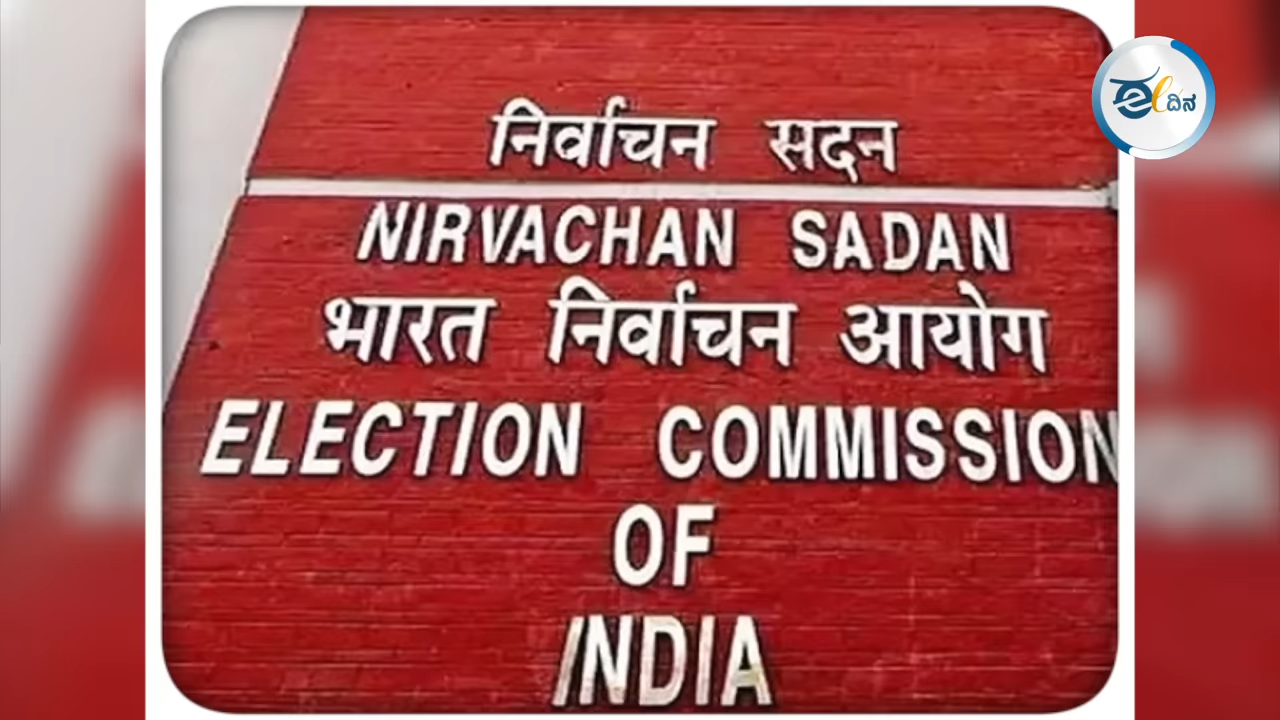 निर्वाचन सदन
NIRVACHAN SADAN
भारत निर्वाचन आयोग
ELECTION COMMISSION
OF
INDIA
ದಿನ